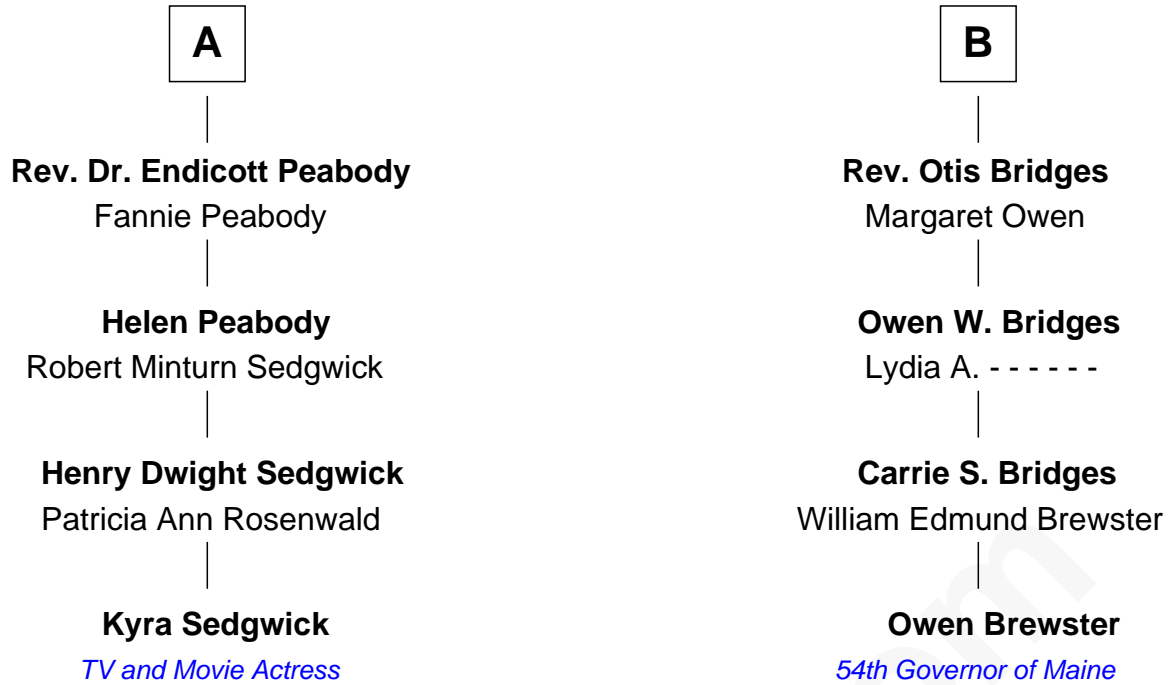 A
Rev. Dr. Endicott Peabody
Fannie Peabody
Helen Peabody
Robert Minturn Sedgwick
Henry Dwight Sedgwick
Patricia Ann Rosenwald
Kyra Sedgwick
TV and Movie Actress
B
Rev. Otis Bridges
Margaret Owen
Owen W. Bridges
Lydia A. - - - - - -
Carrie S. Bridges
William Edmund Brewster
Owen Brewster
54th Governor of Maine
om